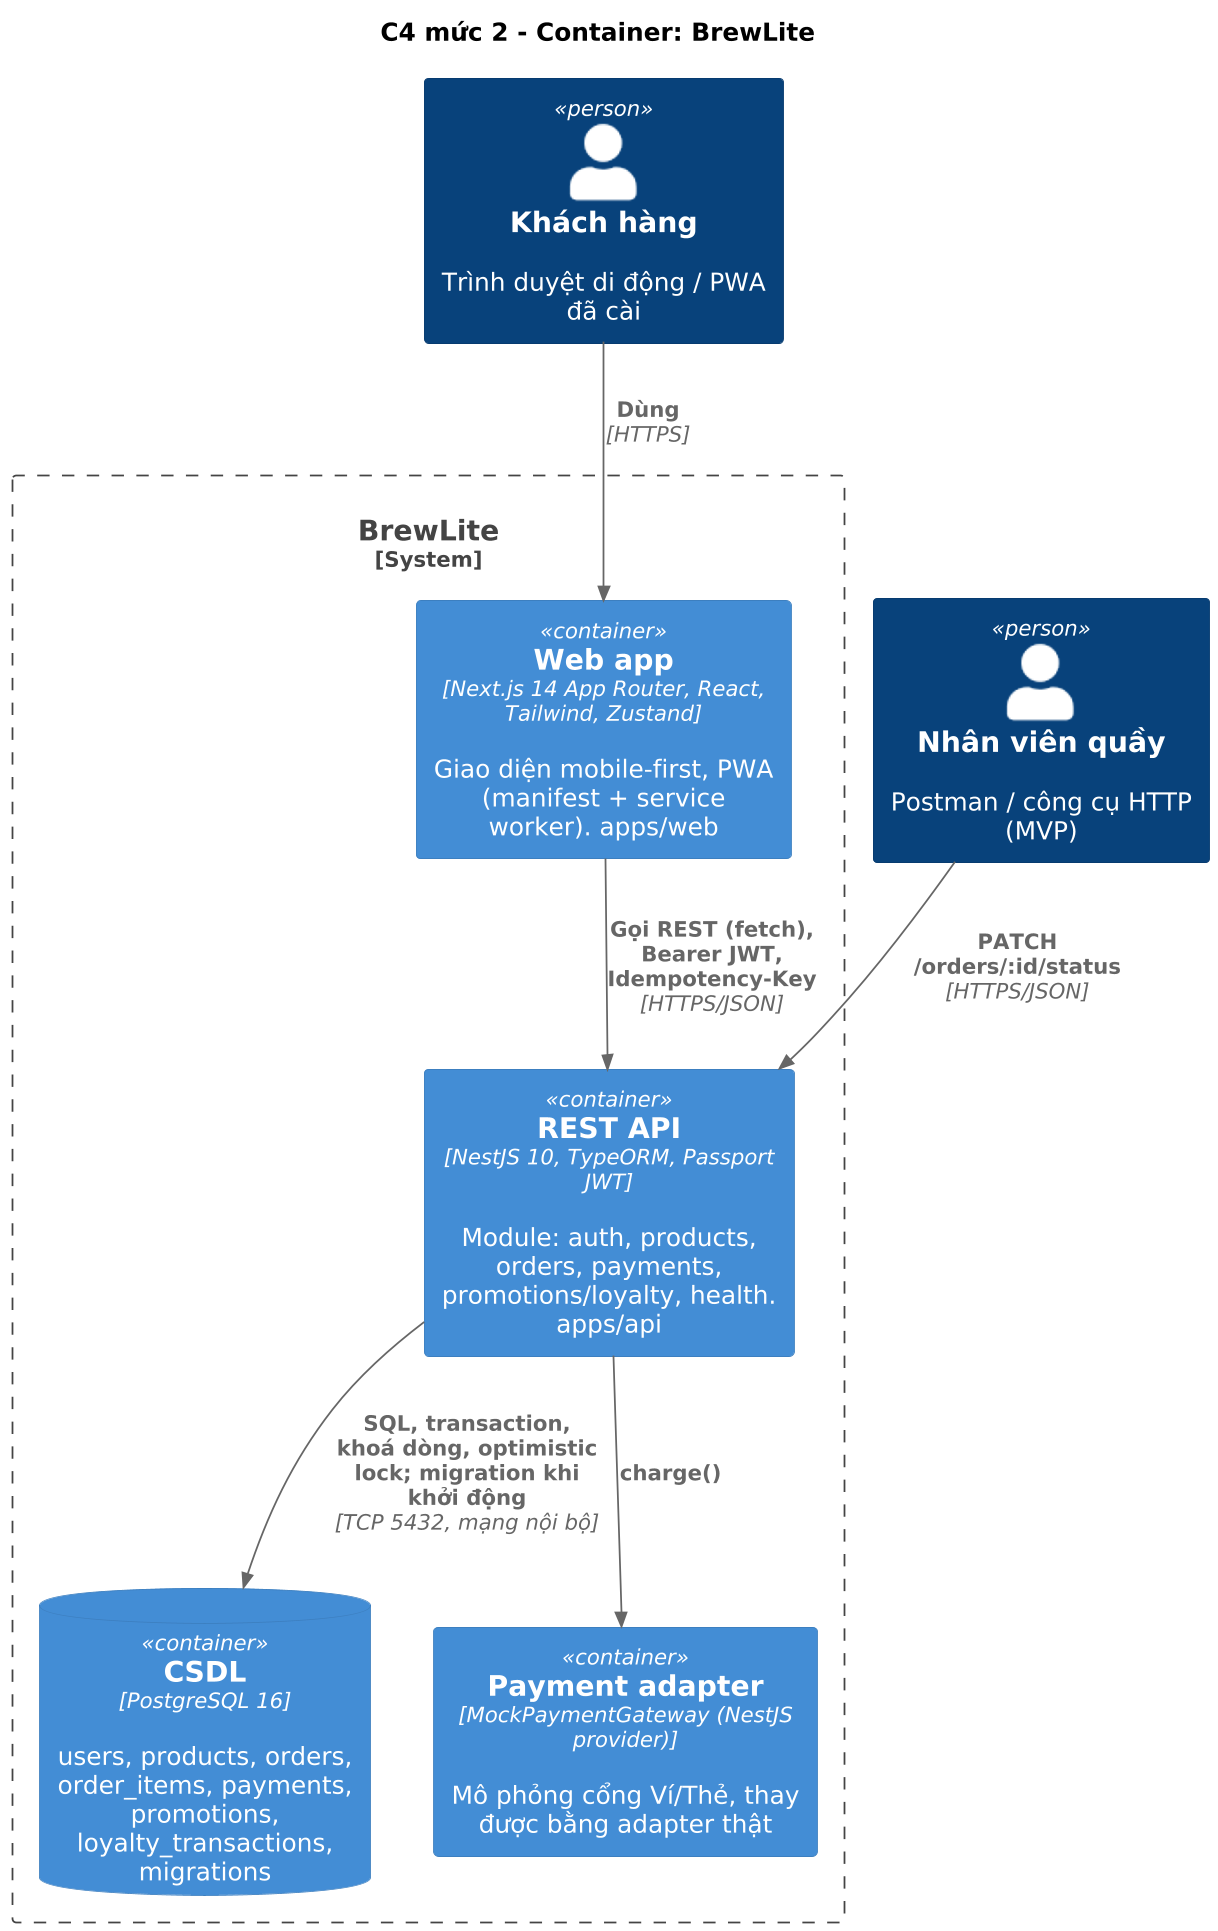 C4 mức 2 - Container: BrewLite
«person»
Khách hàng
Trình duyệt di động / PWA
đã cài
Dùng
[HTTPS]
BrewLite
[System]
«container»
Web app
[Next.js 14 App Router, React,
Tailwind, Zustand]
Giao diện mobile-first, PWA
(manifest + service
worker). apps/web
«person»
Nhân viên quầy
Postman / công cụ HTTP
(MVP)
Gọi REST (fetch),
Bearer JWT,
Idempotency-Key
[HTTPS/JSON]
PATCH
/orders/:id/status
[HTTPS/JSON]
«container»
REST API
[NestJS 10, TypeORM, Passport
JWT]
Module: auth, products,
orders, payments,
promotions/loyalty, health.
apps/api
SQL, transaction,
khoá dòng, optimistic
lock; migration khi
khởi động
[TCP 5432, mạng nội bộ]
charge()
«container»
CSDL
[PostgreSQL 16]
users, products, orders,
order_items, payments,
promotions,
loyalty_transactions,
migrations
«container»
Payment adapter
[MockPaymentGateway (NestJS
provider)]
Mô phỏng cổng Ví/Thẻ, thay
được bằng adapter thật